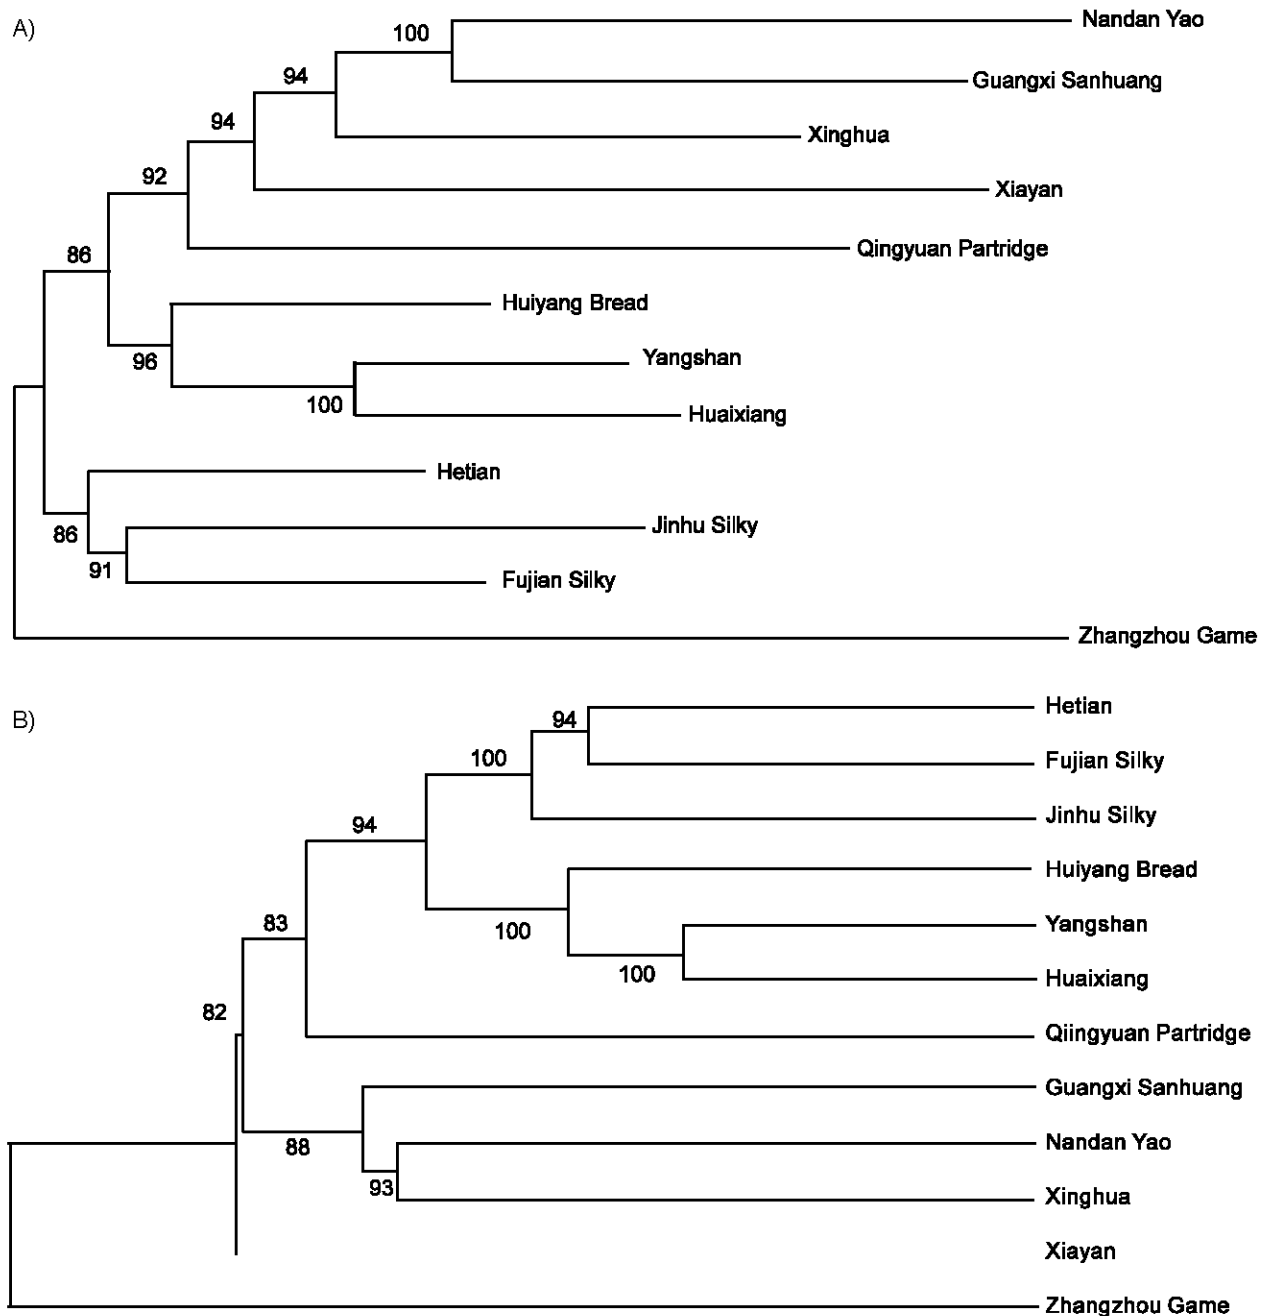 A)
Nandan Yao
100
Guangxi Sanhuang
94
Xinghua
94
Xiayan
92
Qingyuan Partridge
86
Huiyang Bread
96
Yangshan
100
Huaixiang
Hetian
86
Jinhu Silky
91
Fujian Silky
Zhangzhou Game
B)
Hetian
94
Fujian Silky
100
Jinhu Silky
94
Huiyang Bread
100
Yangshan
100
Huaixiang
83
Qiingyuan Partridge
82
Guangxi Sanhuang
88
Nandan Yao
93
Xinghua
Xiayan
Zhangzhou Game